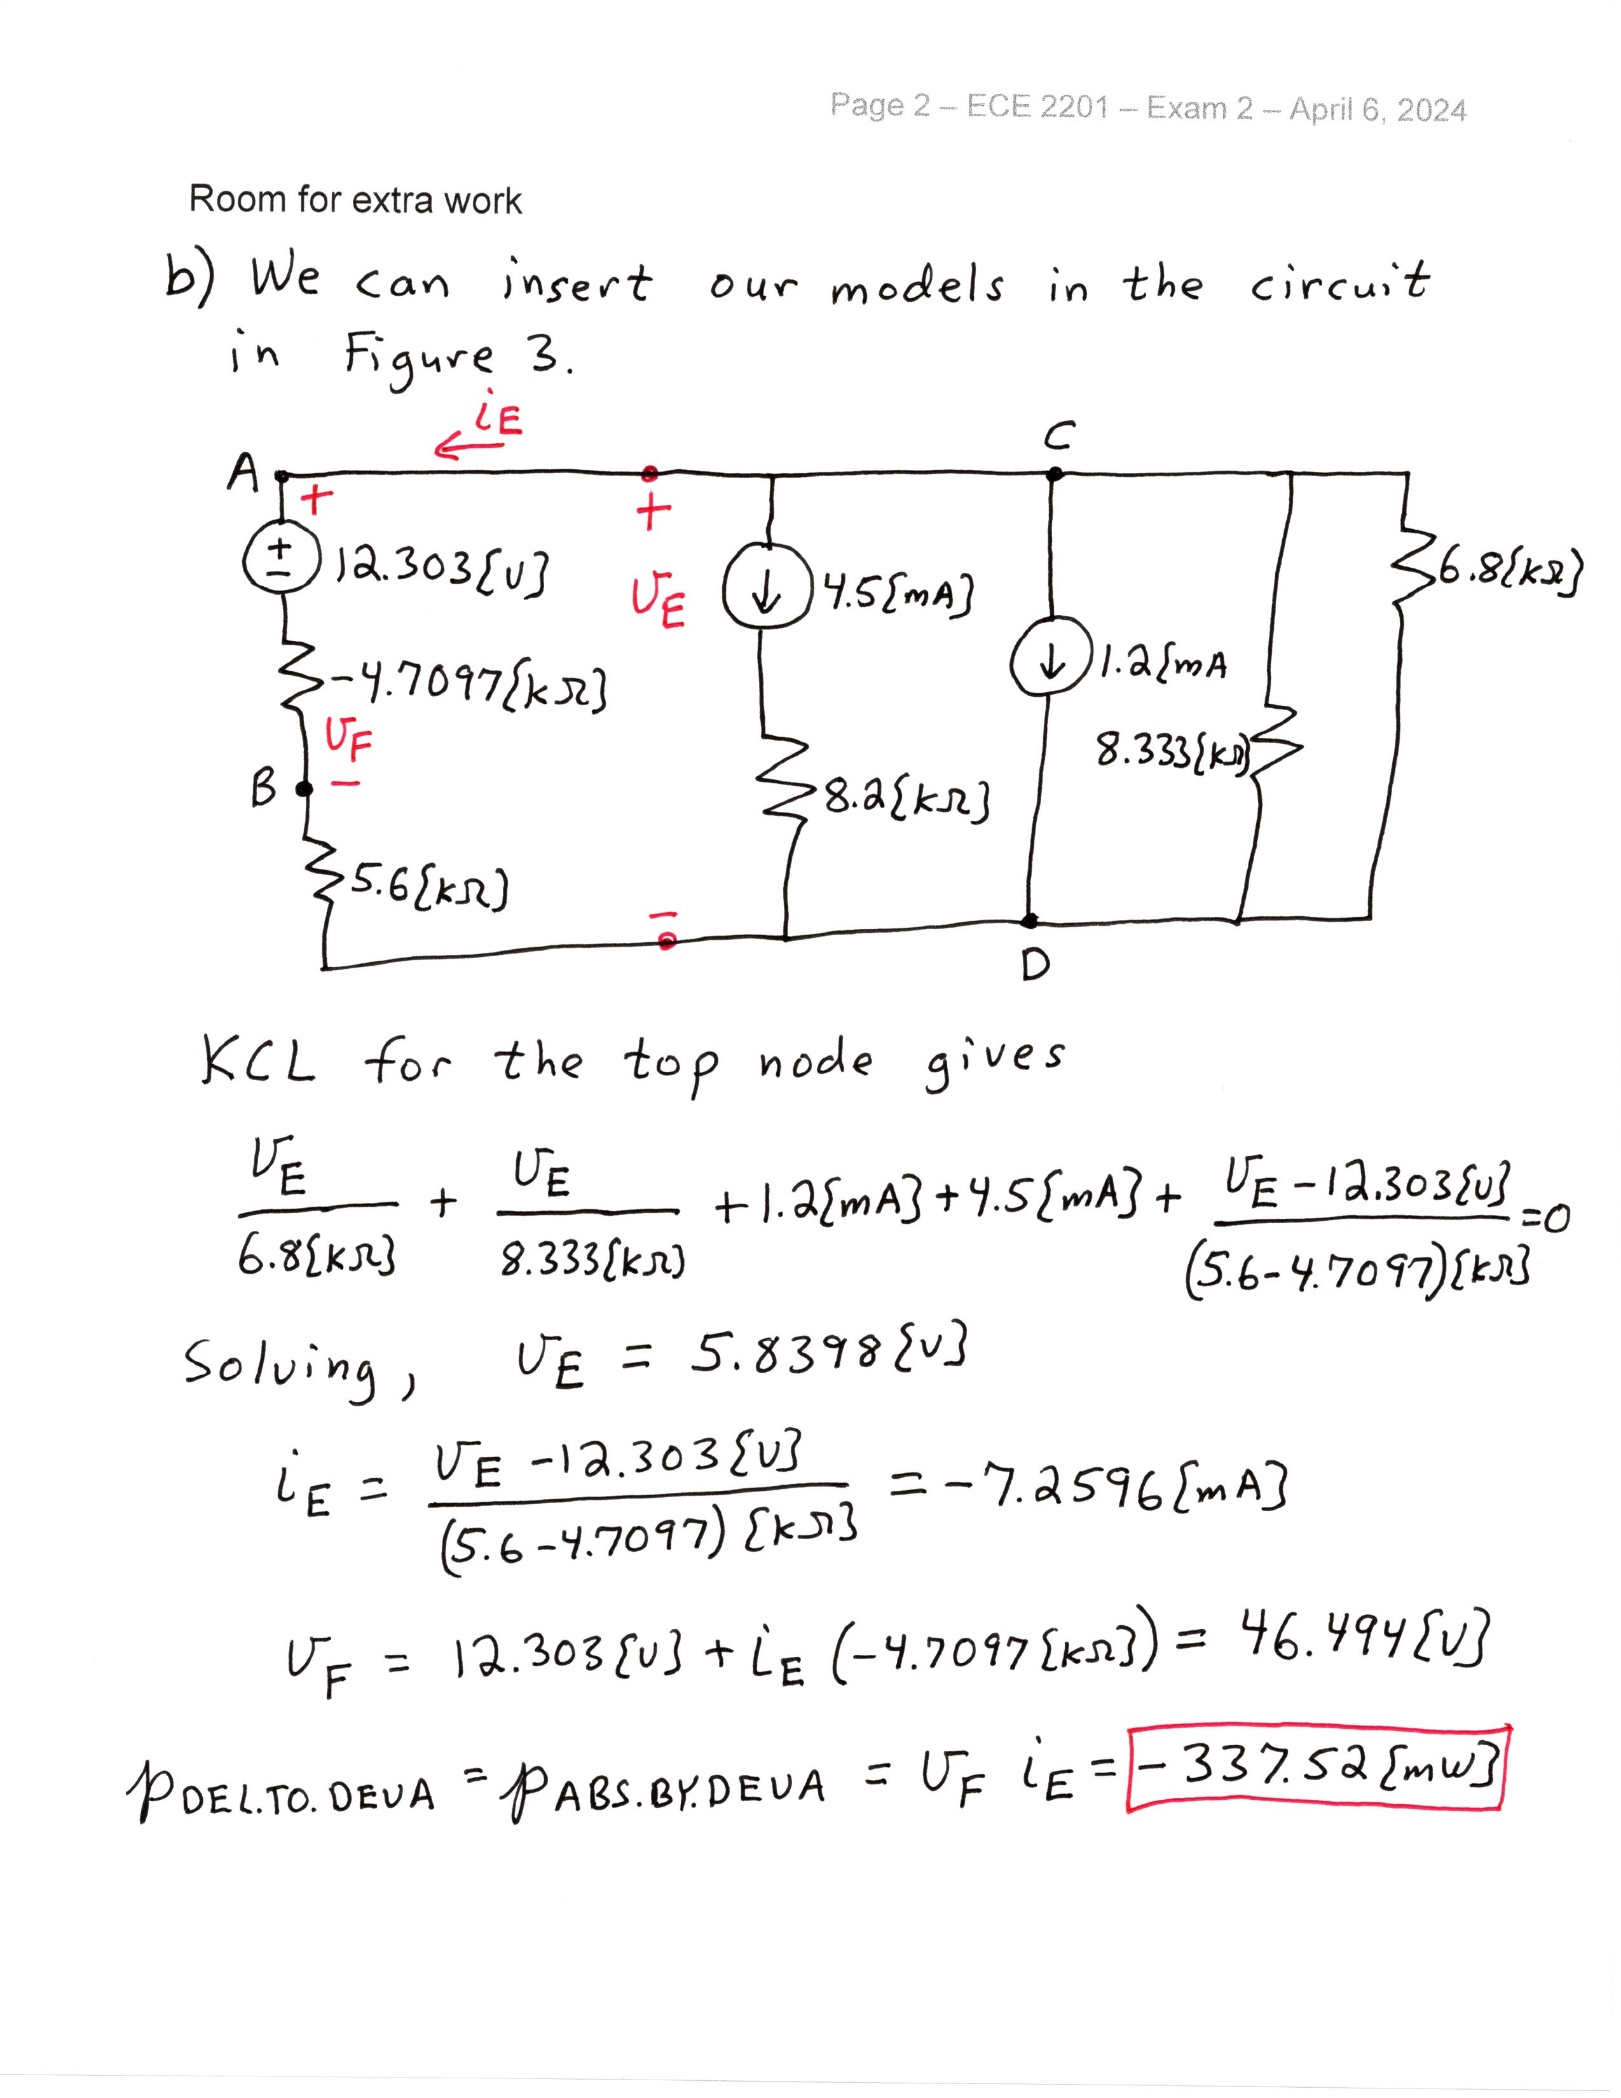 Page 2 – ECE 2201 – Exam 2 – April 6, 2024
Room for extra work
b) We can insert our models in the circuit
in Figure 3.
iE
A
C
+
+
±
12.303[V]
vE
4.5[mA]
6.8[kΩ]
-4.7097[kΩ]
1.2[mA
vF
8.333[kΩ]
B
−
8.2[kΩ]
5.6[kΩ]
−
D
KCL for the top node gives
vE/6.8[kΩ] + vE/8.333[kΩ] + 1.2[mA] + 4.5[mA] + (vE - 12.303[V])/((5.6-4.7097)[kΩ]) = 0
Solving, vE = 5.8398[V]
iE = (vE - 12.303[V])/((5.6-4.7097)[kΩ]) = -7.2596[mA]
vF = 12.303[V] + iE (-4.7097[kΩ]) = 46.494[V]
pDEL.TO.DEVA = pABS.BY.DEVA = vF iE = -337.52[mW]